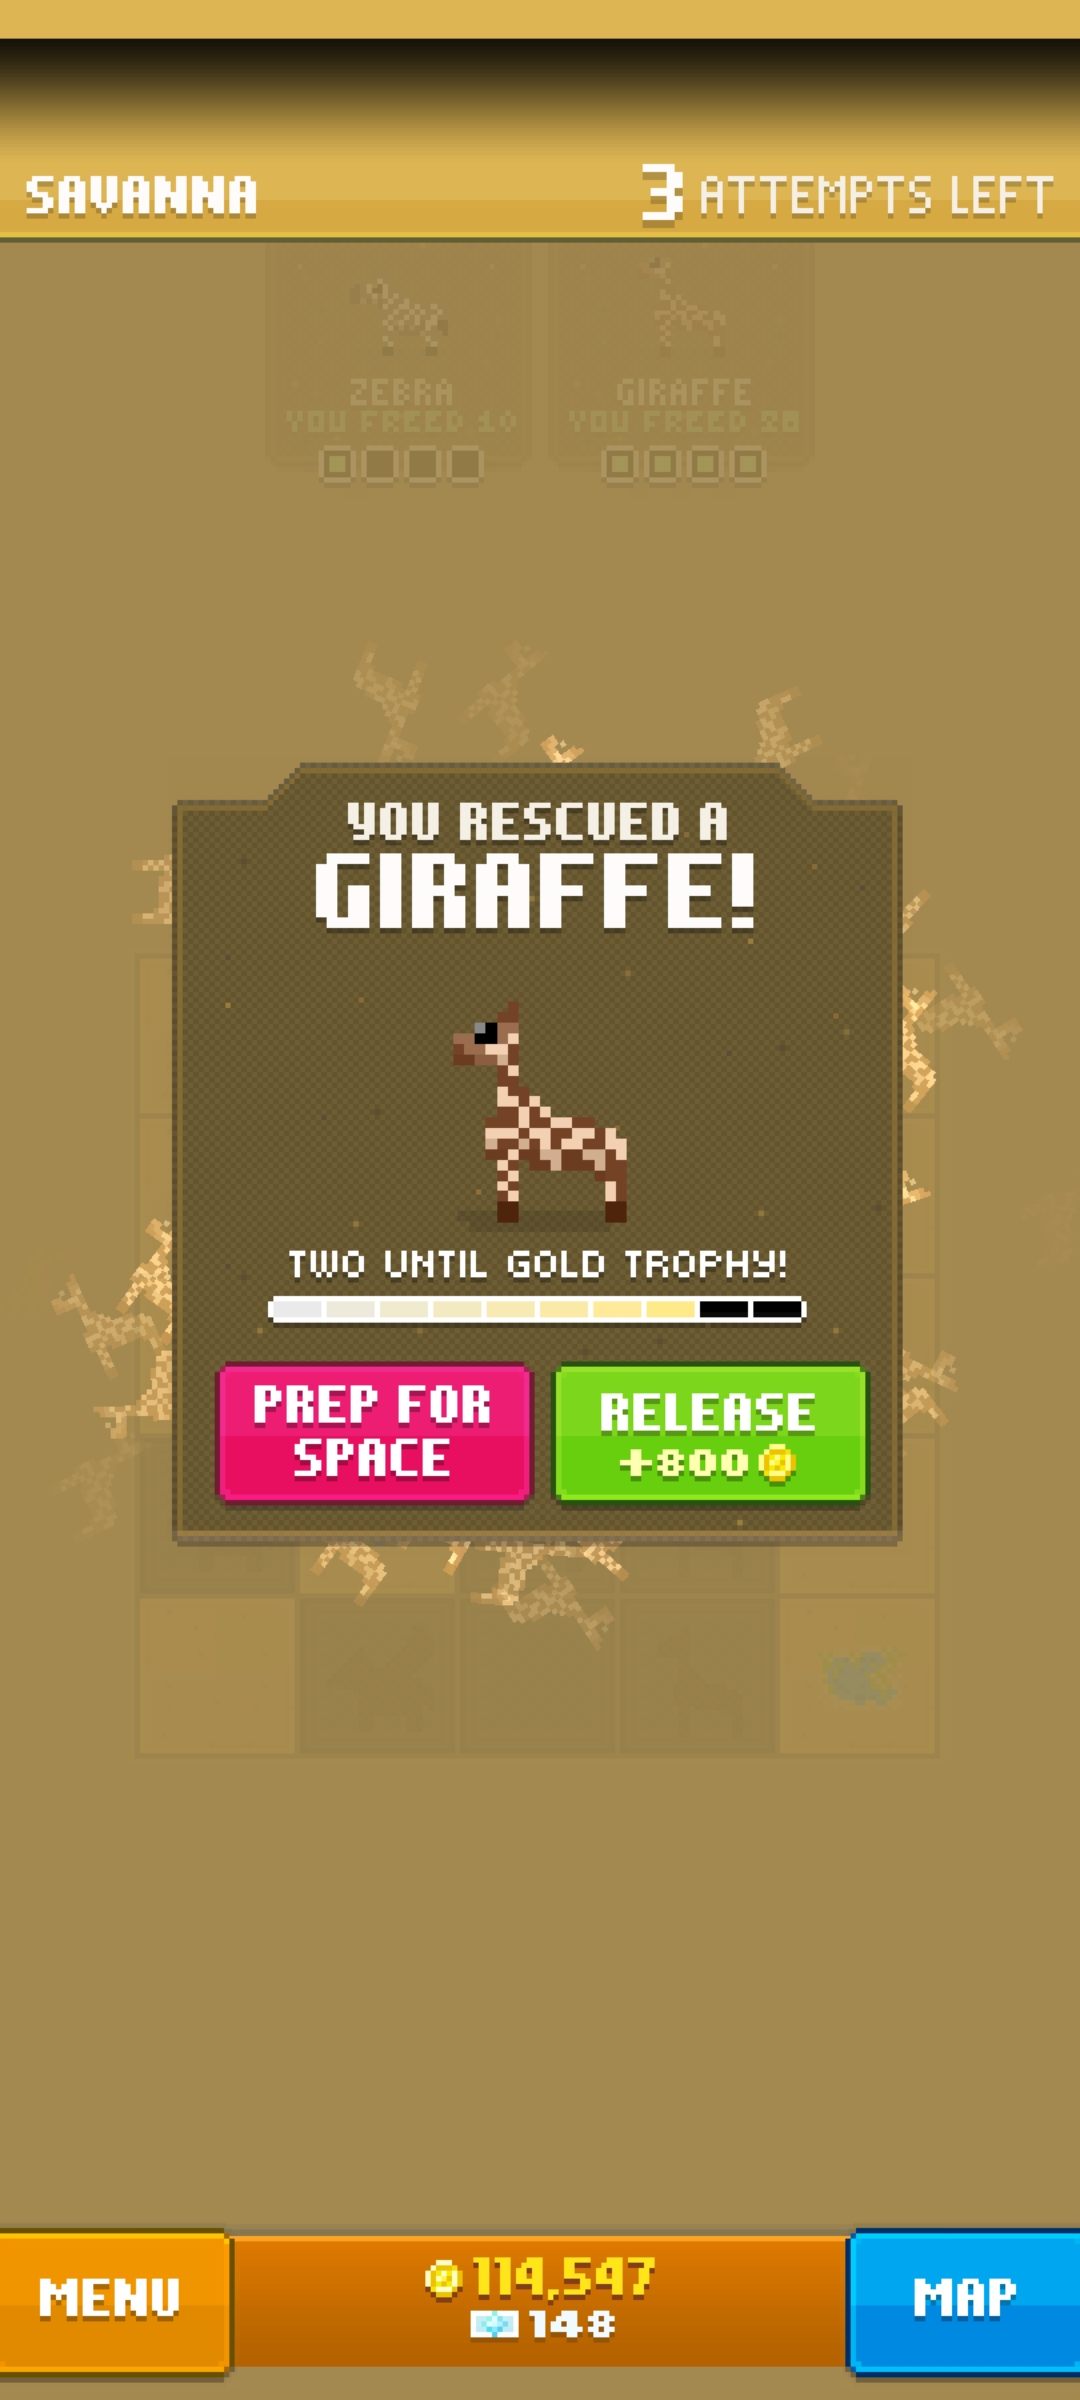 SAVANNA
3 ATTEMPTS LEFT
ZEBRA
GIRAFFE
YOU FREED 10
YOU FREED 28
YOU RESCUED A
GIRAFFE!
TWO UNTIL GOLD TROPHY!
PREP FOR
SPACE
RELEASE
+800
MENU
114,547
148
MAP